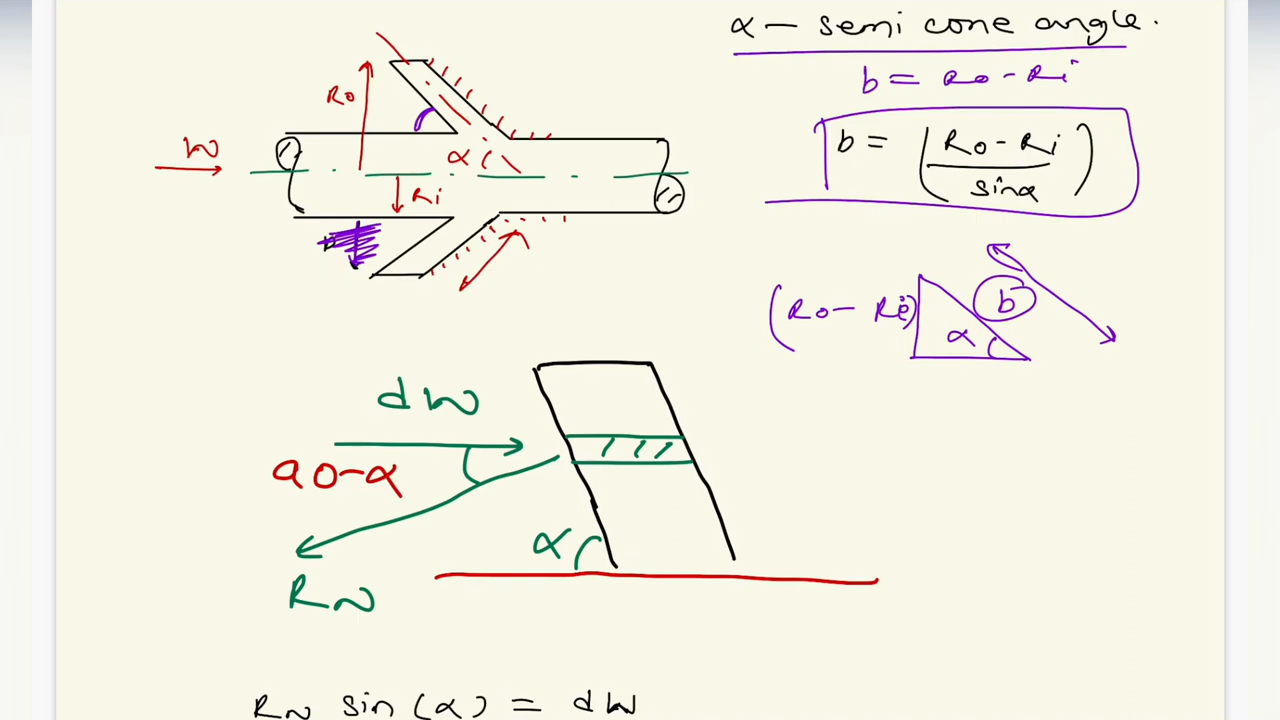 α – semi cone angle.
b = Ro - Ri
b = (Ro - Ri / sinα)
Ro
W
α
Ri
(Ro - Ri)
b
α
dW
90-α
α
RN
RN sin(α) = dW